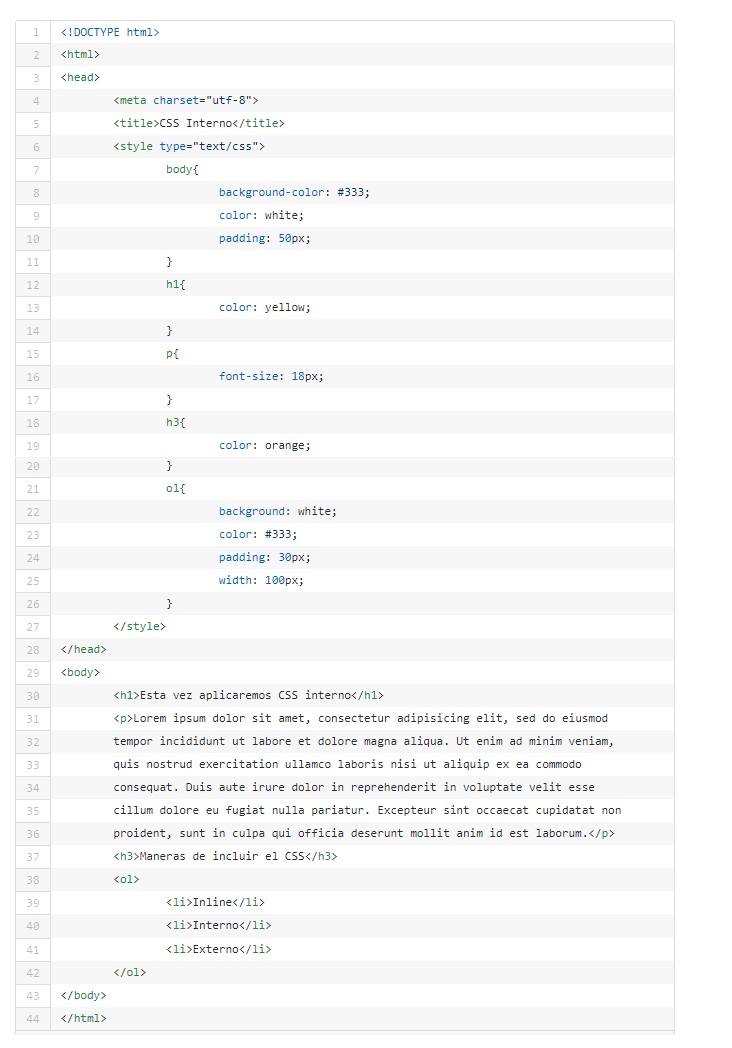 1 <!DOCTYPE html>
2 <html>
3 <head>
4 <meta charset="utf-8">
5 <title>CSS Interno</title>
6 <style type="text/css">
7 body{
8 background-color: #333;
9 color: white;
10 padding: 50px;
11 }
12 h1{
13 color: yellow;
14 }
15 p{
16 font-size: 18px;
17 }
18 h3{
19 color: orange;
20 }
21 ol{
22 background: white;
23 color: #333;
24 padding: 30px;
25 width: 100px;
26 }
27 </style>
28 </head>
29 <body>
30 <h1>Esta vez aplicaremos CSS interno</h1>
31 <p>Lorem ipsum dolor sit amet, consectetur adipisicing elit, sed do eiusmod
32 tempor incididunt ut labore et dolore magna aliqua. Ut enim ad minim veniam,
33 quis nostrud exercitation ullamco laboris nisi ut aliquip ex ea commodo
34 consequat. Duis aute irure dolor in reprehenderit in voluptate velit esse
35 cillum dolore eu fugiat nulla pariatur. Excepteur sint occaecat cupidatat non
36 proident, sunt in culpa qui officia deserunt mollit anim id est laborum.</p>
37 <h3>Maneras de incluir el CSS</h3>
38 <ol>
39 <li>Inline</li>
40 <li>Interno</li>
41 <li>Externo</li>
42 </ol>
43 </body>
44 </html>